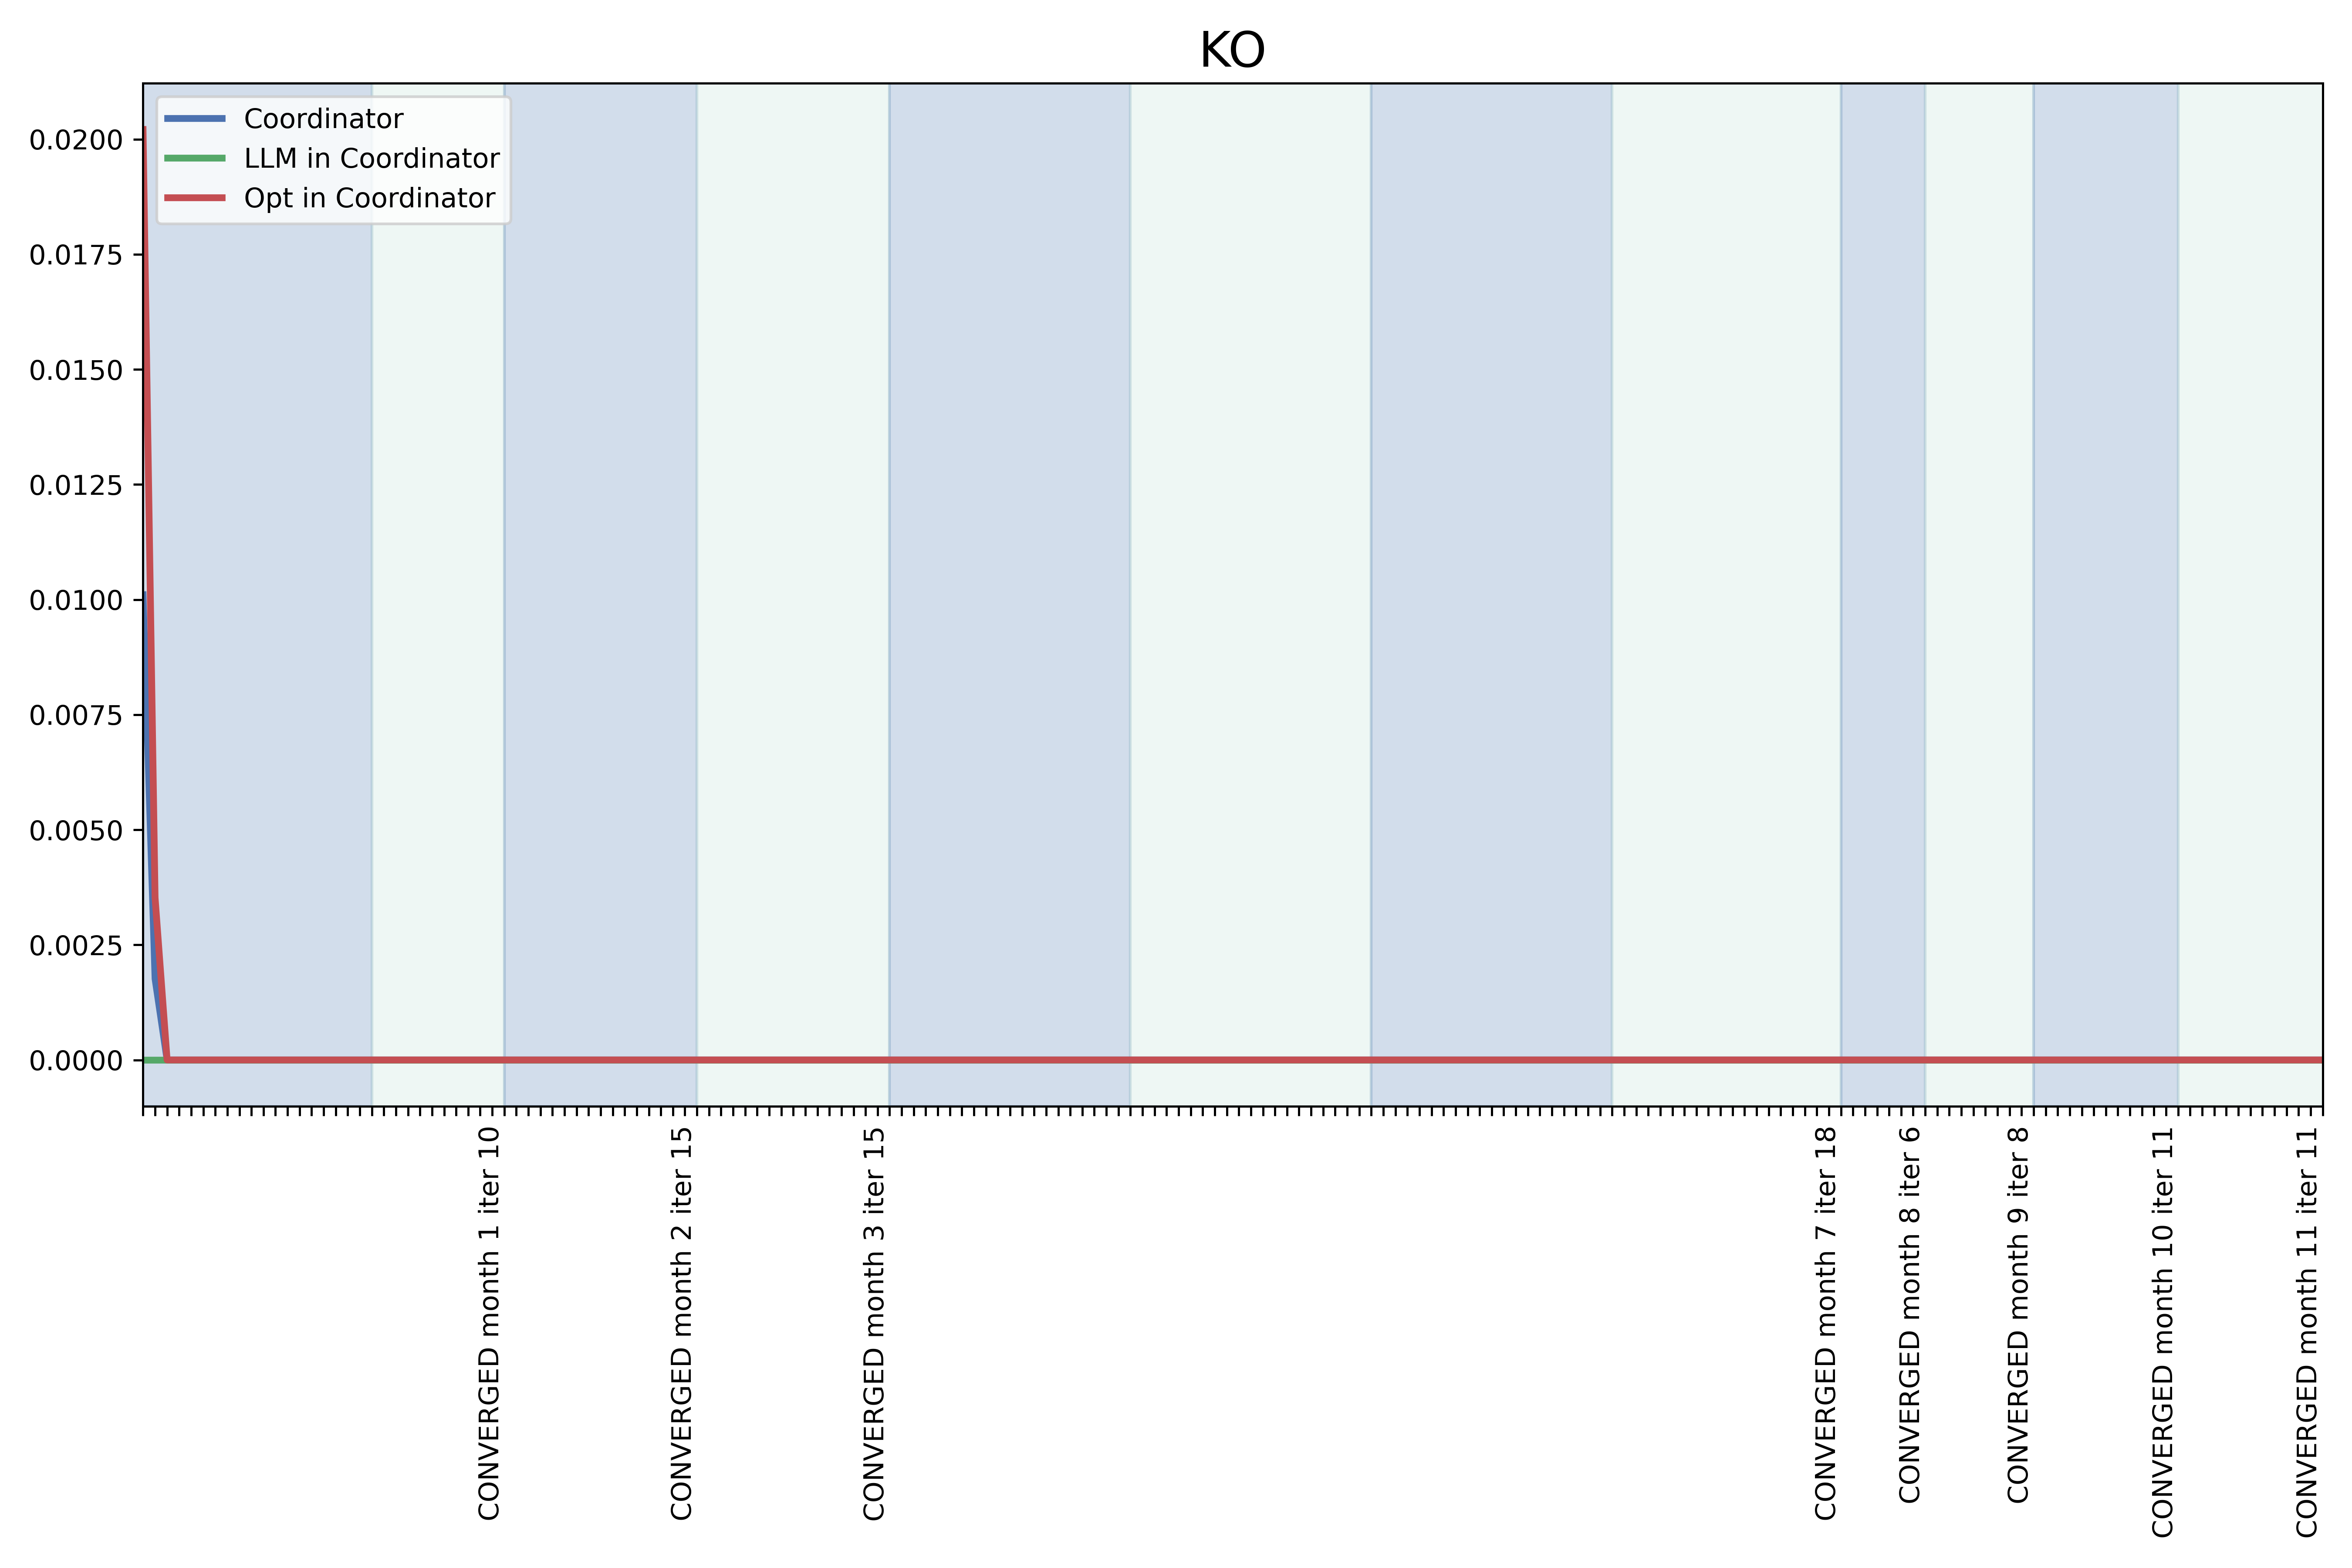 KO
Coordinator
LLM in Coordinator
Opt in Coordinator
0.0200
0.0175
0.0150
0.0125
0.0100
0.0075
0.0050
0.0025
0.0000
CONVERGED month 1 iter 10
CONVERGED month 2 iter 15
CONVERGED month 3 iter 15
CONVERGED month 7 iter 18
CONVERGED month 8 iter 6
CONVERGED month 9 iter 8
CONVERGED month 10 iter 11
CONVERGED month 11 iter 11